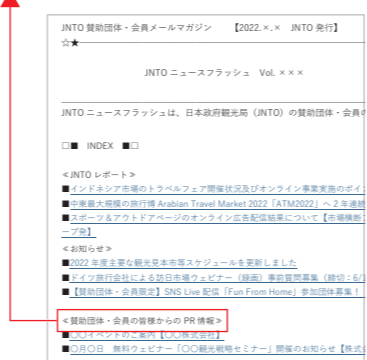 JNTO 賛助団体・会員メールマガジン 【2022.×.× JNTO 発行】
☆★
JNTO ニュースフラッシュ Vol. ×××
JNTO ニュースフラッシュは、日本政府観光局（JNTO）の賛助団体・会員の
□■ INDEX ■□
≪JNTO レポート≫
■インドネシア市場のトラベルフェア開催状況及びオンライン事業実施のポイ
■中東最大規模の旅行博 Arabian Travel Market 2022「ATM2022」へ 2 年連続
■スポーツ＆アウトドアページのオンライン広告配信結果について【市場横断
ープ発】
≪お知らせ≫
■2022 年度主要な観光見本市等スケジュールを更新しました
■ドイツ旅行会社による訪日市場ウェビナー（録画）事前質問募集（締切：6/
■【賛助団体・会員限定】SNS Live 配信「Fun From Home」参加団体募集！
≪賛助団体・会員の皆様からの PR 情報≫
■〇〇イベントのご案内【〇〇株式会社】
■〇月〇日 無料ウェビナー「〇〇観光戦略セミナー」開催のお知らせ【株式